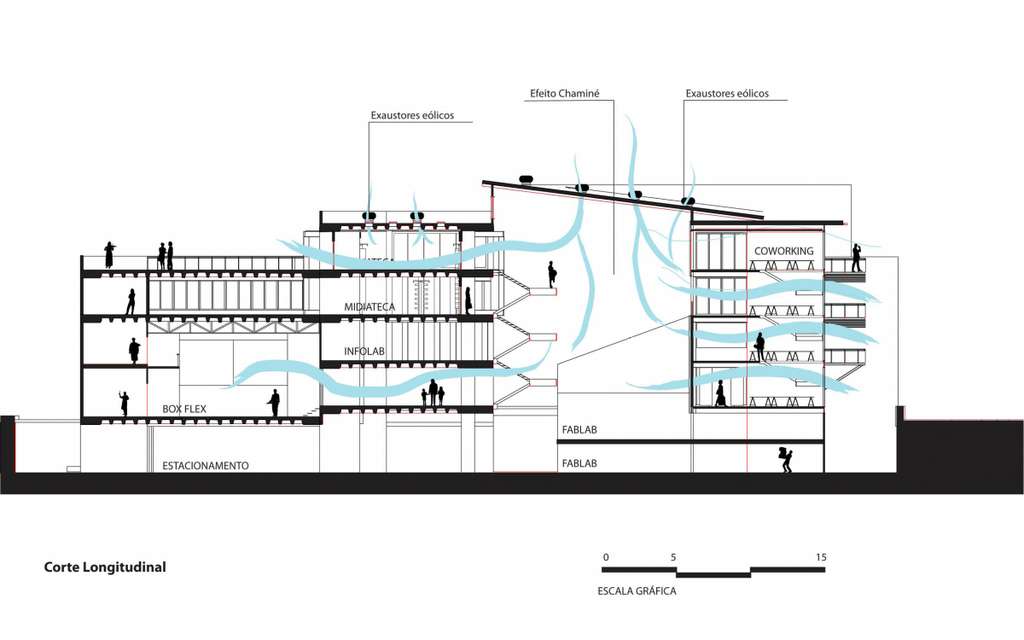 Efeito Chaminé
Exaustores eólicos
Exaustores eólicos
COWORKING
MIDIATECA
INFOLAB
BOX FLEX
FABLAB
ESTACIONAMENTO
FABLAB
Corte Longitudinal
0 5 15
ESCALA GRÁFICA